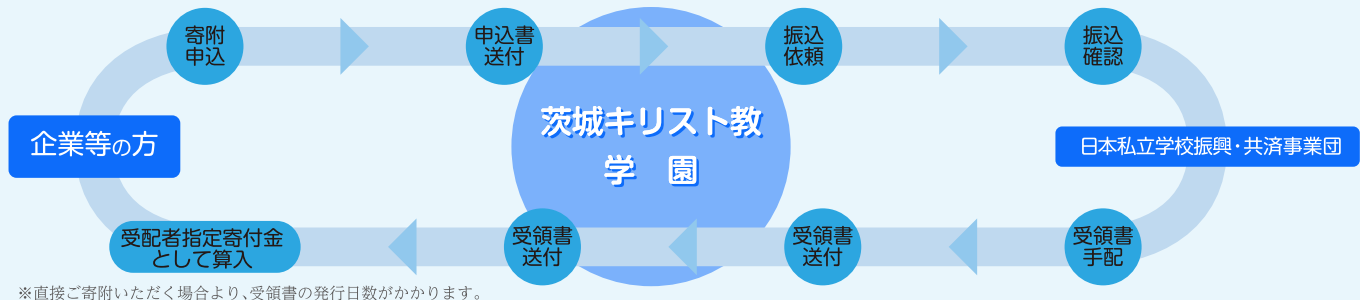 寄附
申込
申込書
送付
振込
依頼
振込
確認
企業等の方
茨城キリスト教
学　園
日本私立学校振興・共済事業団
受配者指定寄付金
として算入
受領書
送付
受領書
送付
受領書
手配
※直接ご寄附いただく場合より、受領書の発行日数がかかります。